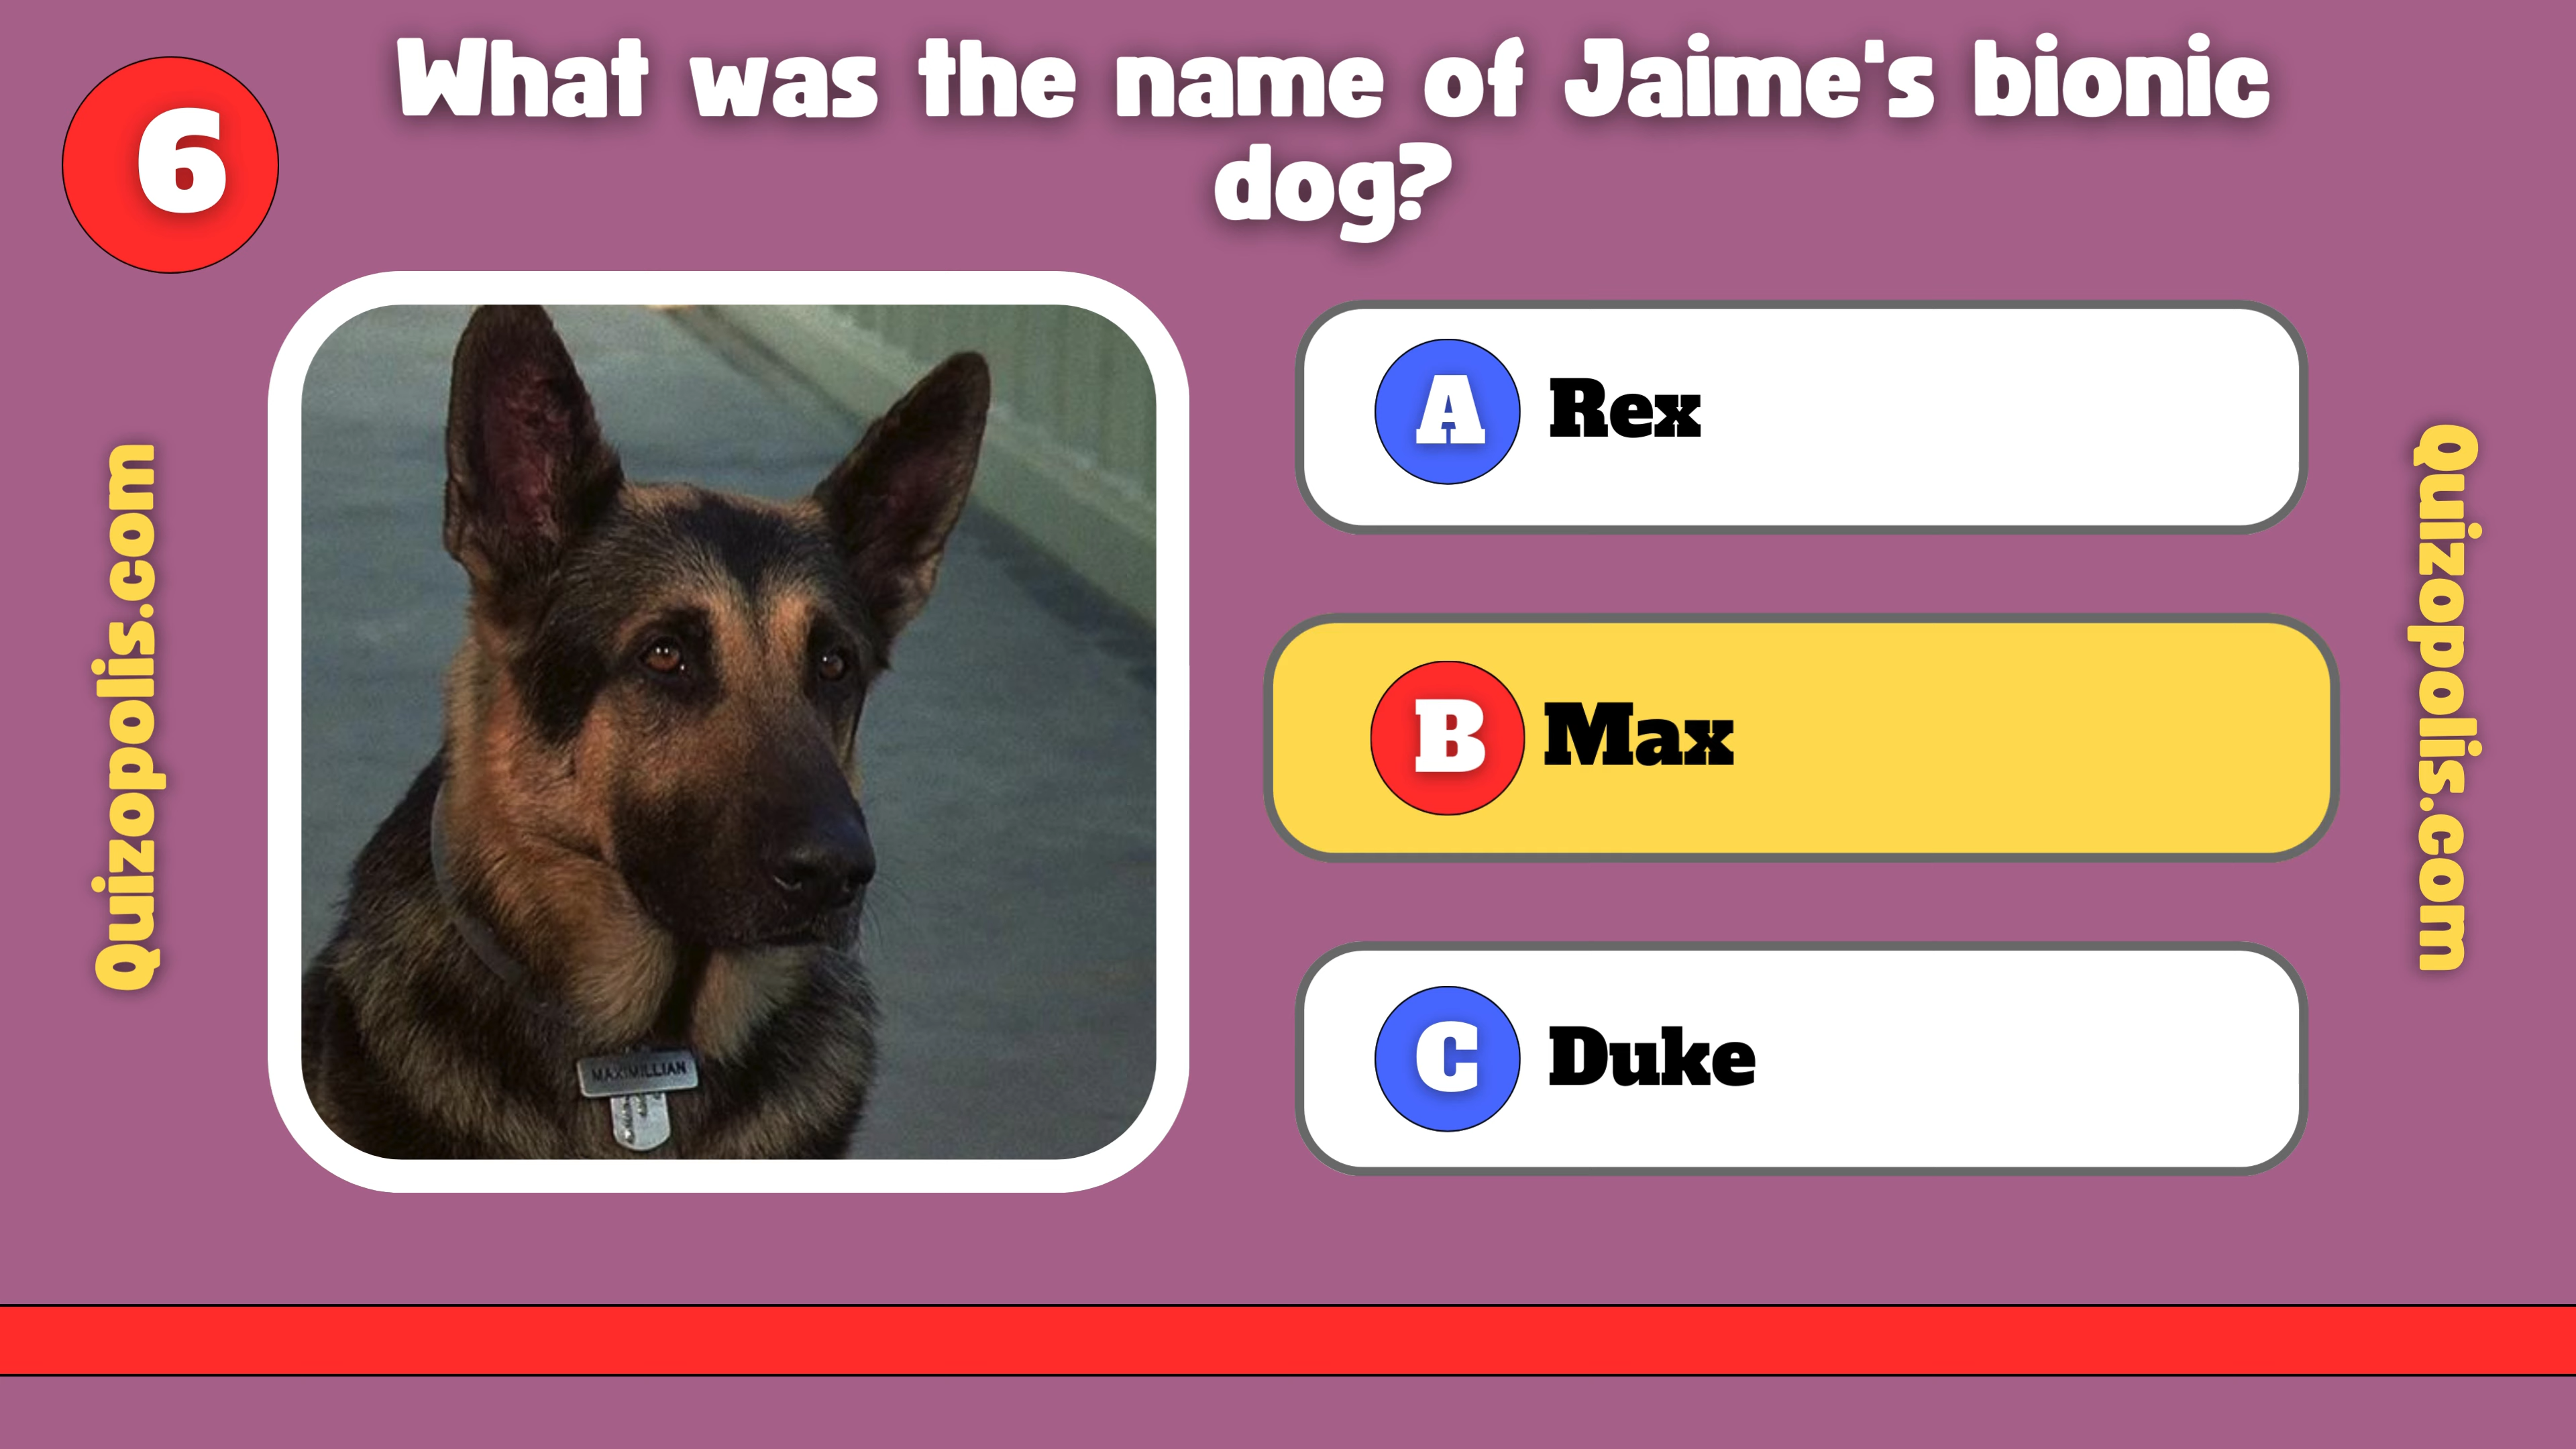 6
What was the name of Jaime's bionic
dog?
Quizopolis.com
MAXIMILLIAN
A Rex
B Max
C Duke
Quizopolis.com